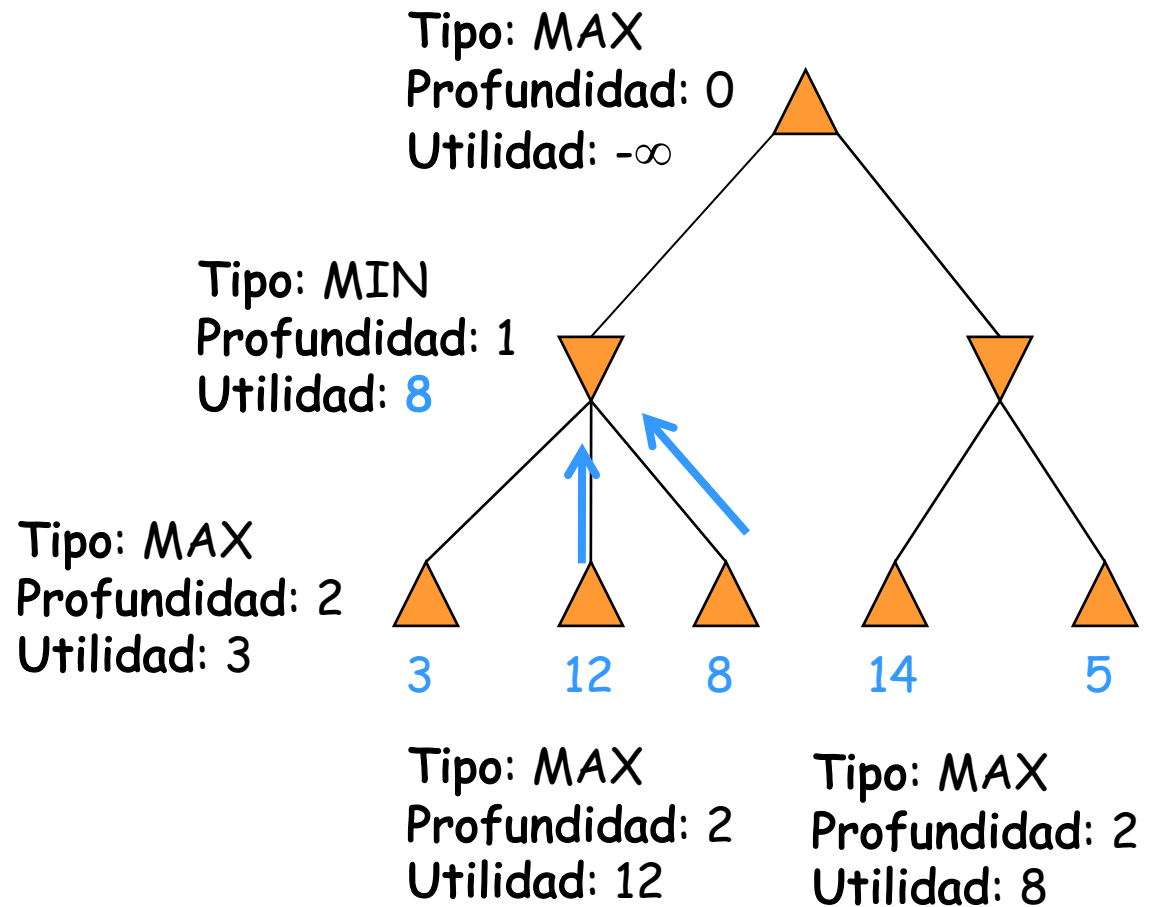 Tipo: MAX
Profundidad: 0
Utilidad: -∞
Tipo: MIN
Profundidad: 1
Utilidad: 8
Tipo: MAX
Profundidad: 2
Utilidad: 3
3 12 8 14 5
Tipo: MAX
Profundidad: 2
Utilidad: 12
Tipo: MAX
Profundidad: 2
Utilidad: 8